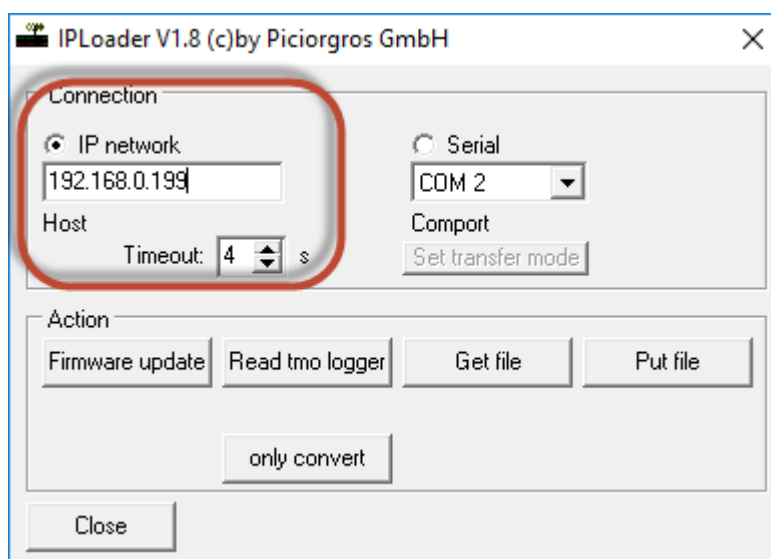 IPLoader V1.8 (c)by Piciorgros GmbH
Connection
IP network
Serial
192.168.0.199
COM 2
Host
Comport
Timeout: 4 s
Set transfer mode
Action
Firmware update
Read tmo logger
Get file
Put file
only convert
Close